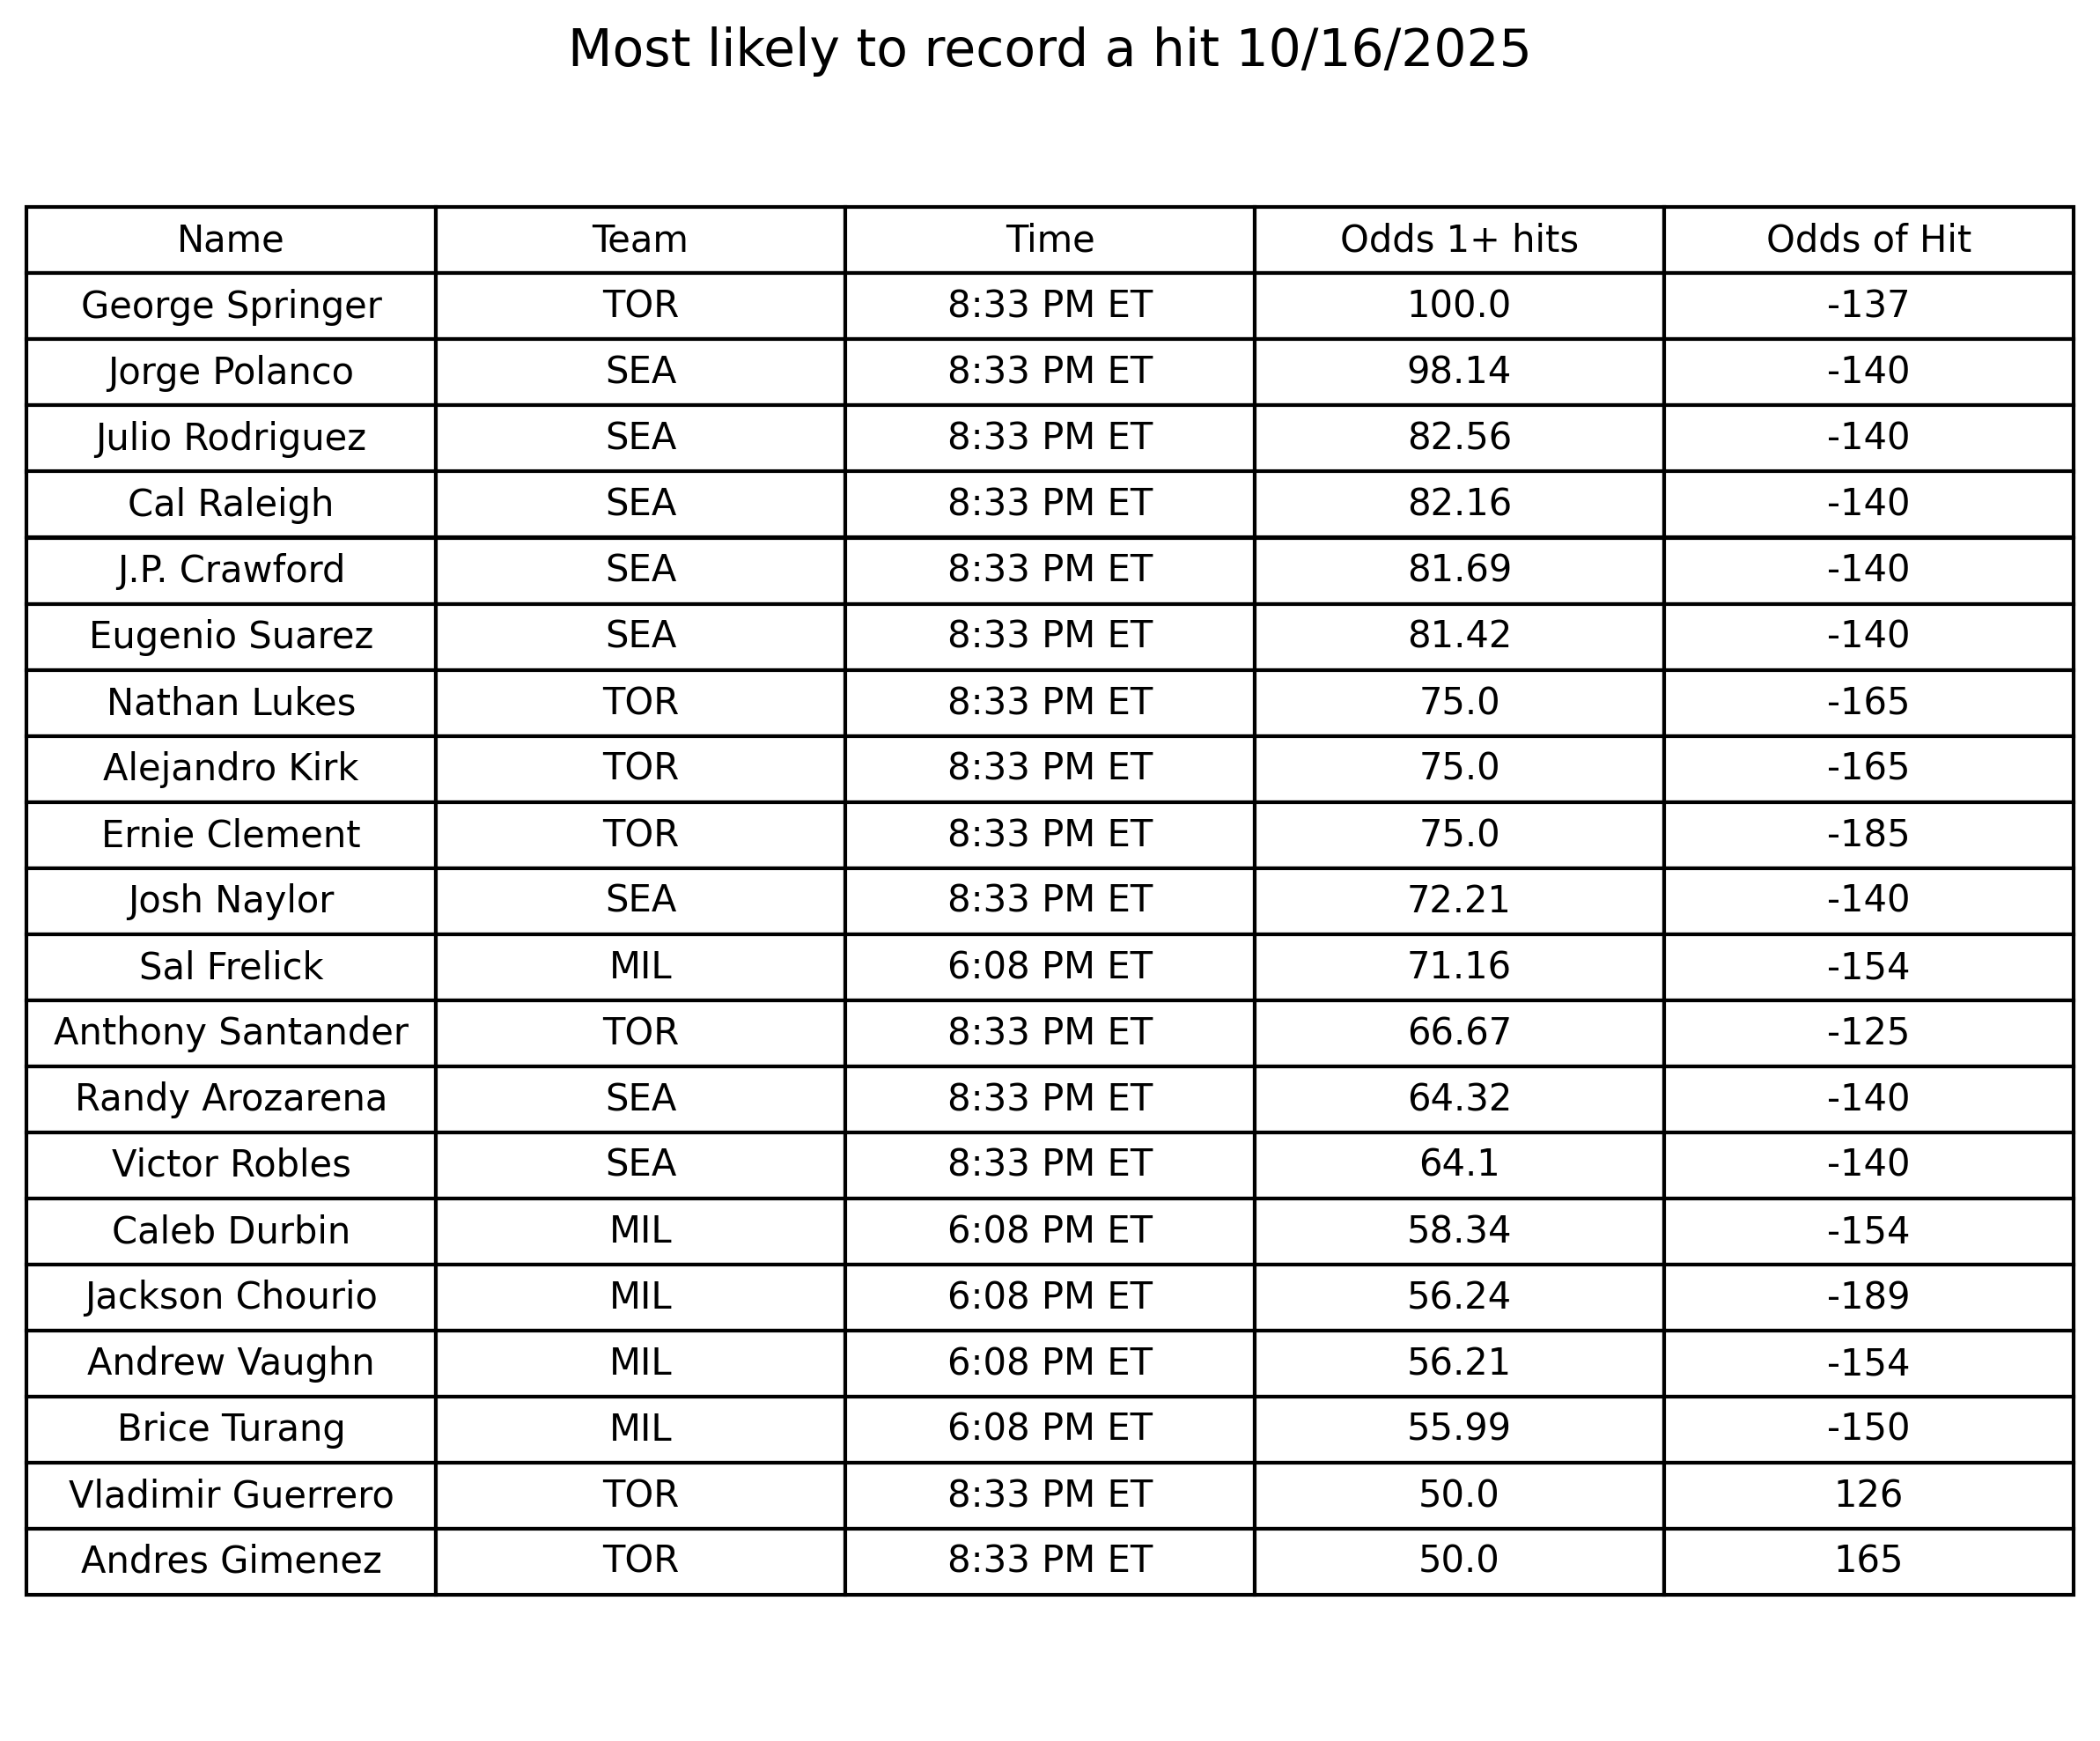 Most likely to record a hit 10/16/2025
Name Team Time Odds 1+ hits Odds of Hit
George Springer TOR 8:33 PM ET 100.0 -137
Jorge Polanco SEA 8:33 PM ET 98.14 -140
Julio Rodriguez SEA 8:33 PM ET 82.56 -140
Cal Raleigh SEA 8:33 PM ET 82.16 -140
J.P. Crawford SEA 8:33 PM ET 81.69 -140
Eugenio Suarez SEA 8:33 PM ET 81.42 -140
Nathan Lukes TOR 8:33 PM ET 75.0 -165
Alejandro Kirk TOR 8:33 PM ET 75.0 -165
Ernie Clement TOR 8:33 PM ET 75.0 -185
Josh Naylor SEA 8:33 PM ET 72.21 -140
Sal Frelick MIL 6:08 PM ET 71.16 -154
Anthony Santander TOR 8:33 PM ET 66.67 -125
Randy Arozarena SEA 8:33 PM ET 64.32 -140
Victor Robles SEA 8:33 PM ET 64.1 -140
Caleb Durbin MIL 6:08 PM ET 58.34 -154
Jackson Chourio MIL 6:08 PM ET 56.24 -189
Andrew Vaughn MIL 6:08 PM ET 56.21 -154
Brice Turang MIL 6:08 PM ET 55.99 -150
Vladimir Guerrero TOR 8:33 PM ET 50.0 126
Andres Gimenez TOR 8:33 PM ET 50.0 165